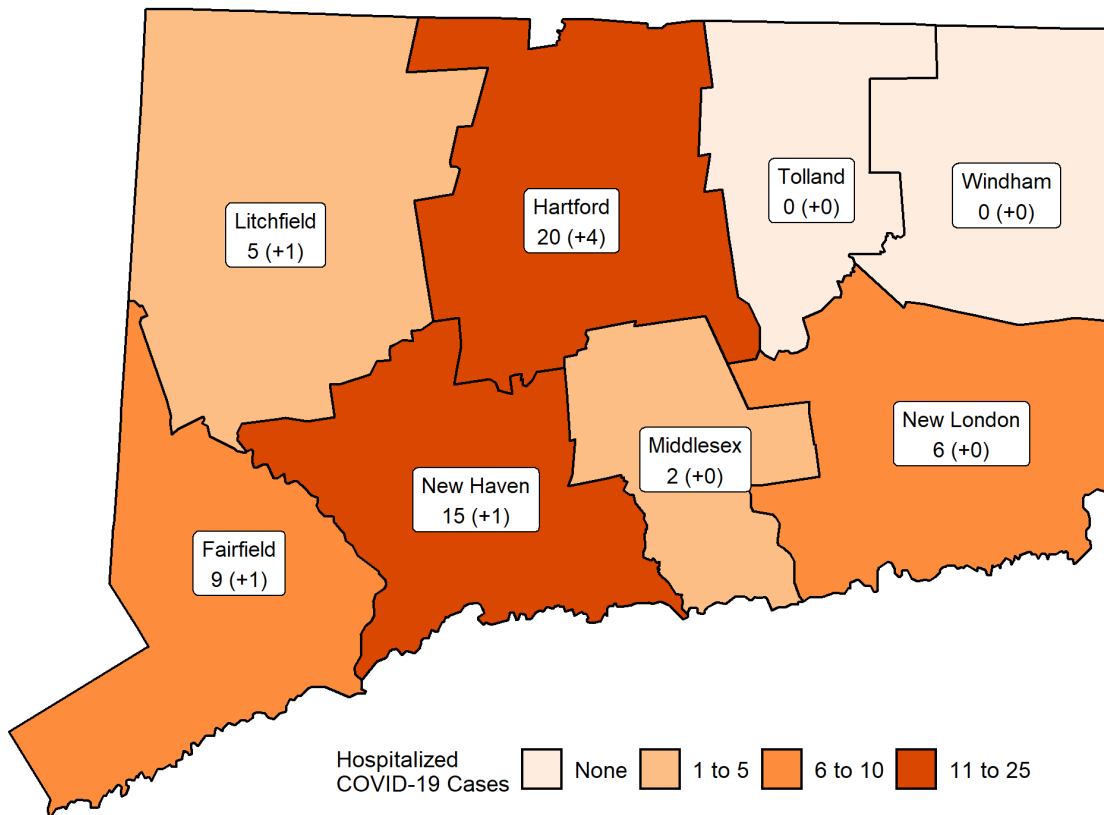 Tolland
0 (+0)
Windham
0 (+0)
Litchfield
5 (+1)
Hartford
20 (+4)
New London
6 (+0)
Middlesex
2 (+0)
New Haven
15 (+1)
Fairfield
9 (+1)
Hospitalized
COVID-19 Cases
None
1 to 5
6 to 10
11 to 25